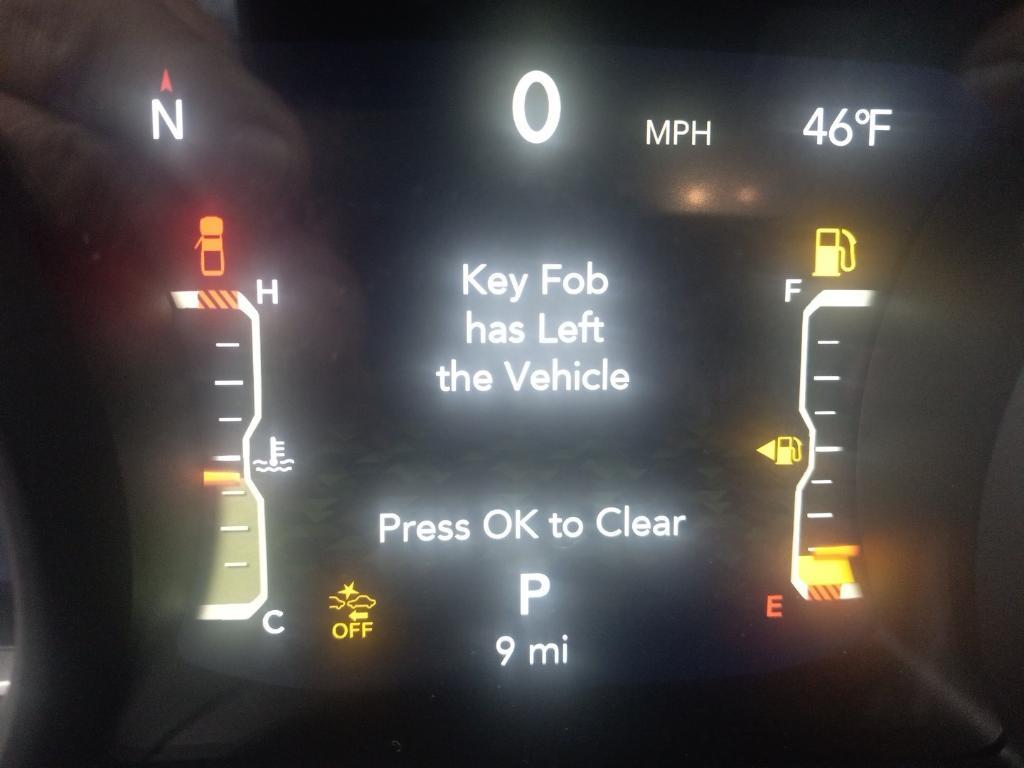 N
0 MPH 46°F
H
F
Key Fob
has Left
the Vehicle
Press OK to Clear
P
E
C
OFF
9 mi